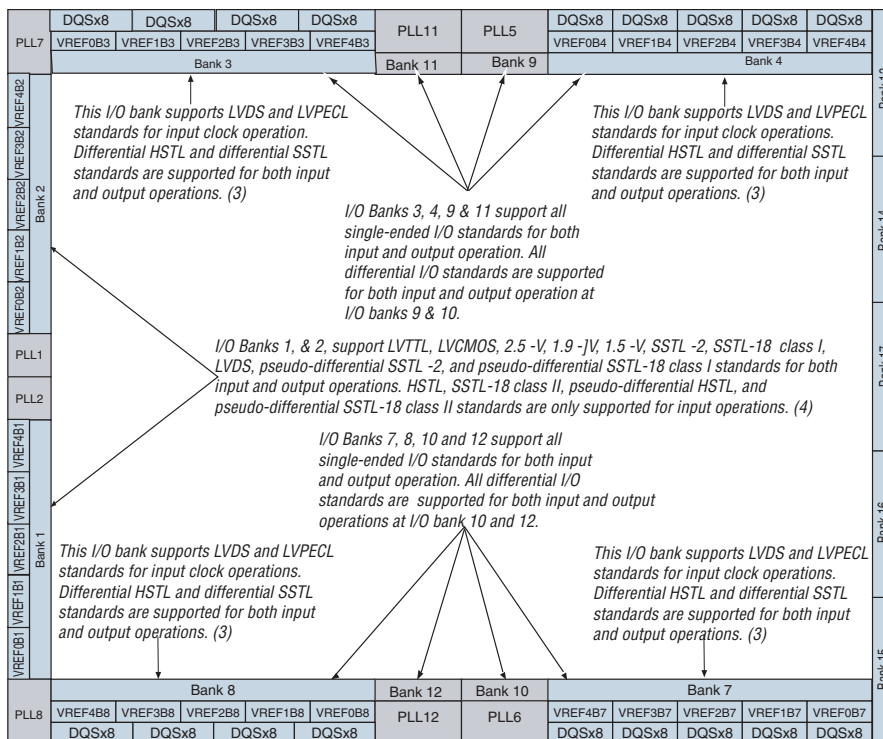 DQSx8 DQSx8 DQSx8 DQSx8 PLL11 PLL5 DQSx8 DQSx8 DQSx8 DQSx8 DQSx8
PLL7 VREF0B3 VREF1B3 VREF2B3 VREF3B3 VREF4B3 VREF0B4 VREF1B4 VREF2B4 VREF3B4 VREF4B4
Bank 3 Bank 11 Bank 9 Bank 4
VREF4B2
VREF3B2
VREF2B2
VREF1B2
VREF0B2
Bank 2
This I/O bank supports LVDS and LVPECL
standards for input clock operation.
Differential HSTL and differential SSTL
standards are supported for both input
and output operations. (3)
This I/O bank supports LVDS and LVPECL
standards for input clock operations.
Differential HSTL and differential SSTL
standards are supported for both input
and output operations. (3)
I/O Banks 3, 4, 9 & 11 support all
single-ended I/O standards for both
input and output operation. All
differential I/O standards are supported
for both input and output operation at
I/O banks 9 & 10.
Bank 14
Bank 17
PLL1
PLL2
I/O Banks 1, & 2, support LVTTL, LVCMOS, 2.5 -V, 1.9 -]V, 1.5 -V, SSTL -2, SSTL-18 class I,
LVDS, pseudo-differential SSTL -2, and pseudo-differential SSTL-18 class I standards for both
input and output operations. HSTL, SSTL-18 class II, pseudo-differential HSTL, and
pseudo-differential SSTL-18 class II standards are only supported for input operations. (4)
VREF4B1
VREF3B1
VREF2B1
VREF1B1
VREF0B1
Bank 1
I/O Banks 7, 8, 10 and 12 support all
single-ended I/O standards for both input
and output operation. All differential I/O
standards are supported for both input and output
operations at I/O bank 10 and 12.
Bank 16
Bank 15
This I/O bank supports LVDS and LVPECL
standards for input clock operations.
Differential HSTL and differential SSTL
standards are supported for both input
and output operations. (3)
This I/O bank supports LVDS and LVPECL
standards for input clock operations.
Differential HSTL and differential SSTL
standards are supported for both input
and output operations. (3)
Bank 8 Bank 12 Bank 10 Bank 7
PLL8 VREF4B8 VREF3B8 VREF2B8 VREF1B8 VREF0B8 PLL12 PLL6 VREF4B7 VREF3B7 VREF2B7 VREF1B7 VREF0B7
DQSx8 DQSx8 DQSx8 DQSx8 DQSx8 DQSx8 DQSx8 DQSx8 DQSx8